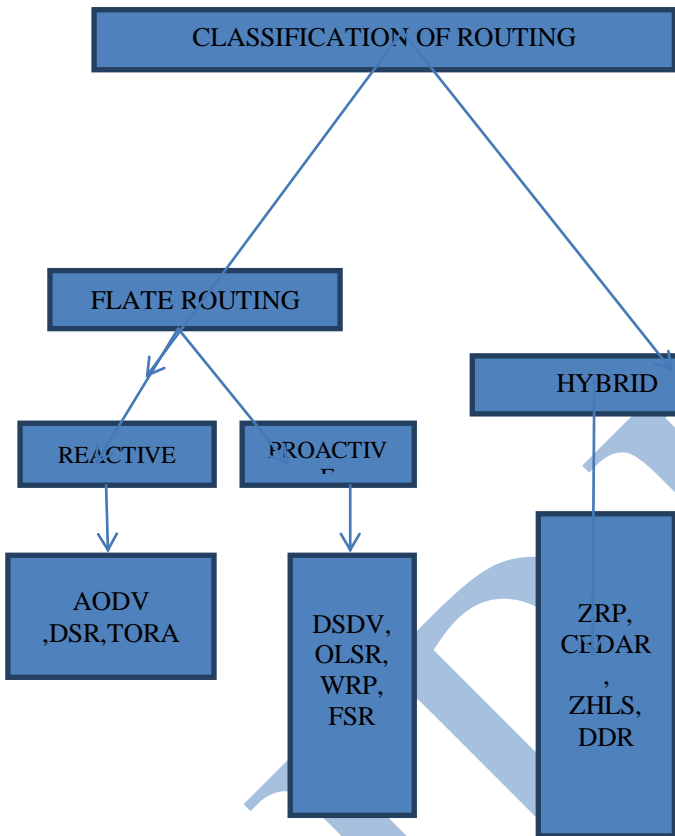 CLASSIFICATION OF ROUTING
FLATE ROUTING
HYBRID
REACTIVE
PROACTIV
E
AODV
,DSR,TORA
DSDV,
OLSR,
WRP,
FSR
ZRP,
CEDAR
,
ZHLS,
DDR